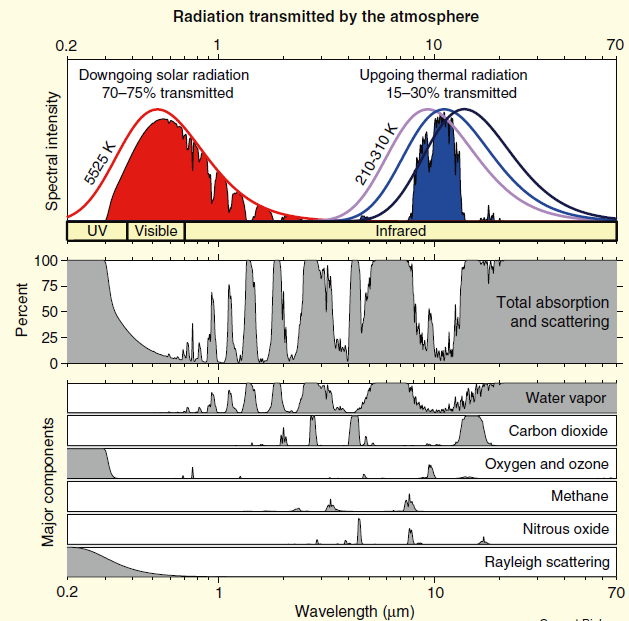 Radiation transmitted by the atmosphere
0.2 1 10 70
Downgoing solar radiation
70–75% transmitted
Upgoing thermal radiation
15–30% transmitted
Spectral intensity
5525 K
210-310 K
UV Visible Infrared
Percent
100
75
50
25
0
Total absorption
and scattering
Major components
Water vapor
Carbon dioxide
Oxygen and ozone
Methane
Nitrous oxide
Rayleigh scattering
0.2 1 10 70
Wavelength (μm)